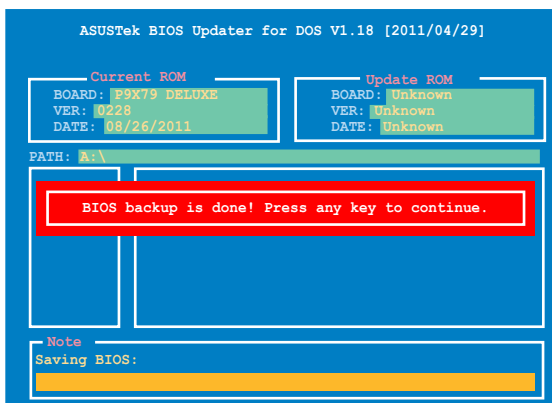 ASUSTek BIOS Updater for DOS V1.18 [2011/04/29]
Current ROM
BOARD: P9X79 DELUXE
VER: 0228
DATE: 08/26/2011
Update ROM
BOARD: Unknown
VER: Unknown
DATE: Unknown
PATH: A:\
BIOS backup is done! Press any key to continue.
Note
Saving BIOS: